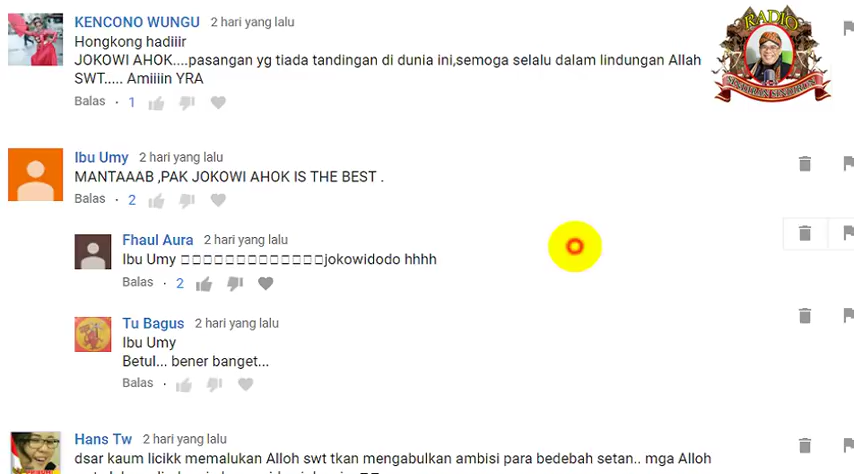 KENCONO WUNGU 2 hari yang lalu
Hongkong hadiiir
JOKOWI AHOK....pasangan yg tiada tandingan di dunia ini,semoga selalu dalam lindungan Allah
SWT..... Amiiiin YRA
Balas · 1
RADIO
Ibu Umy 2 hari yang lalu
MANTAAAB ,PAK JOKOWI AHOK IS THE BEST .
Balas · 2
Fhaul Aura 2 hari yang lalu
Ibu Umy □□□□□□□□□□□□□jokowidodo hhhh
Balas · 2
Tu Bagus 2 hari yang lalu
Ibu Umy
Betul... bener banget...
Balas ·
Hans Tw 2 hari yang lalu
dsar kaum licikk memalukan Alloh swt tkan mengabulkan ambisi para bedebah setan.. mga Alloh